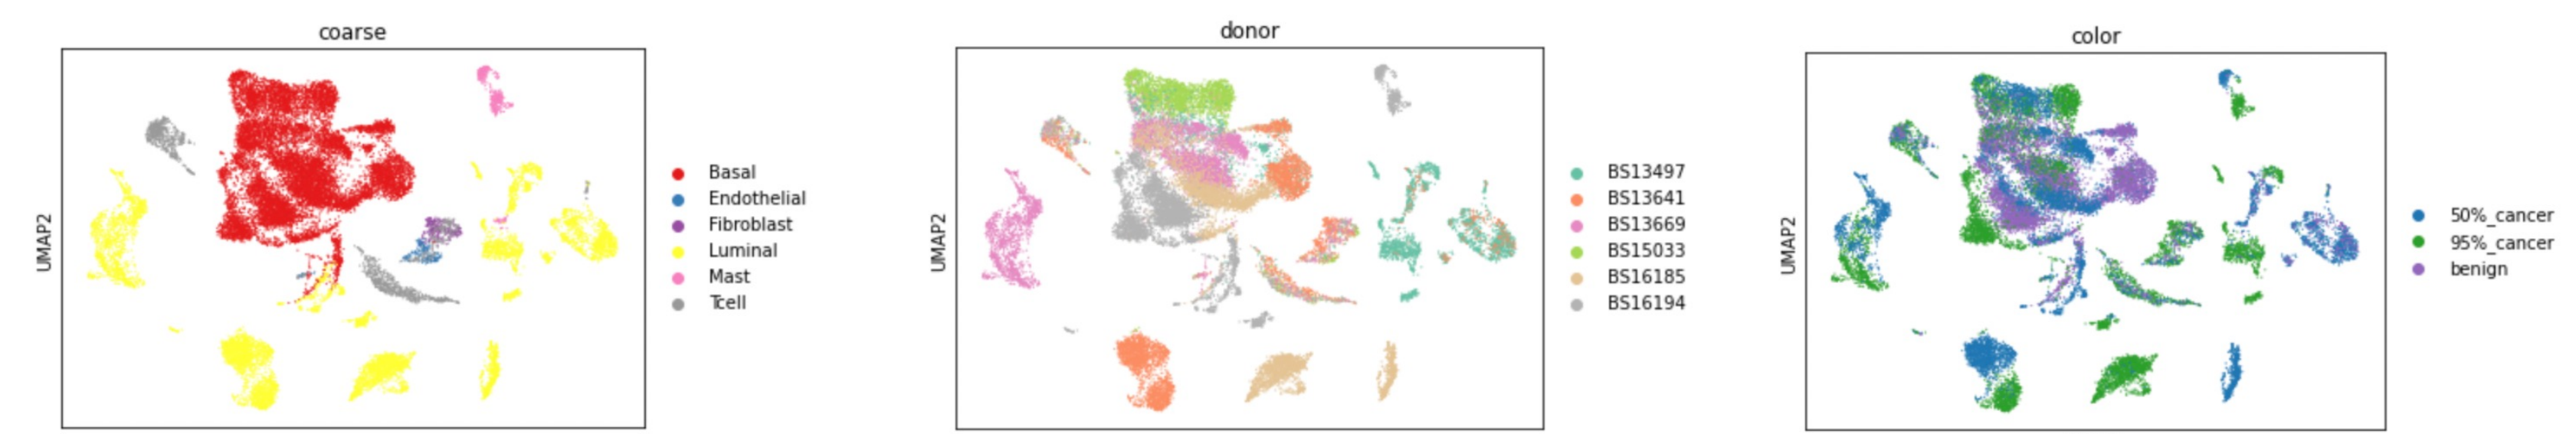 coarse
UMAP2
Basal
Endothelial
Fibroblast
Luminal
Mast
Tcell
donor
UMAP2
BS13497
BS13641
BS13669
BS15033
BS16185
BS16194
color
UMAP2
50%_cancer
95%_cancer
benign